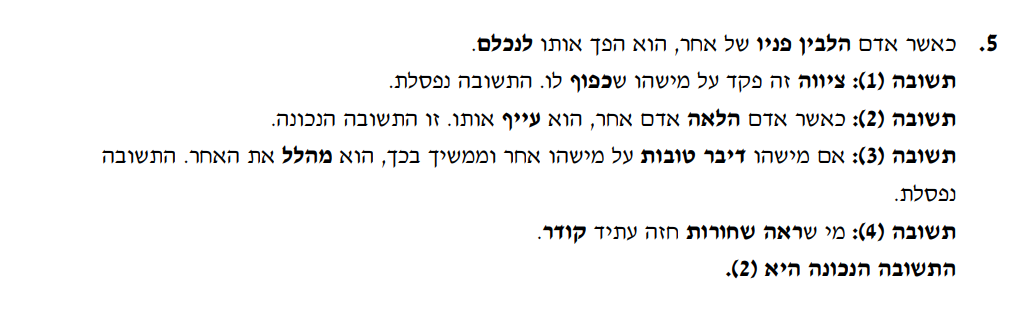 5. כאשר אדם הלבין פניו של אחר, הוא הפך אותו לנכלם.
תשובה (1): ציווה זה פקד על מישהו שכפוף לו. התשובה נפסלת.
תשובה (2): כאשר אדם הלאה אדם אחר, הוא עייף אותו. זו התשובה הנכונה.
תשובה (3): אם מישהו דיבר טובות על מישהו אחר וממשיך בכך, הוא מהלל את האחר. התשובה
נפסלת.
תשובה (4): מי שראה שחורות חזה עתיד קודר.
התשובה הנכונה היא (2).